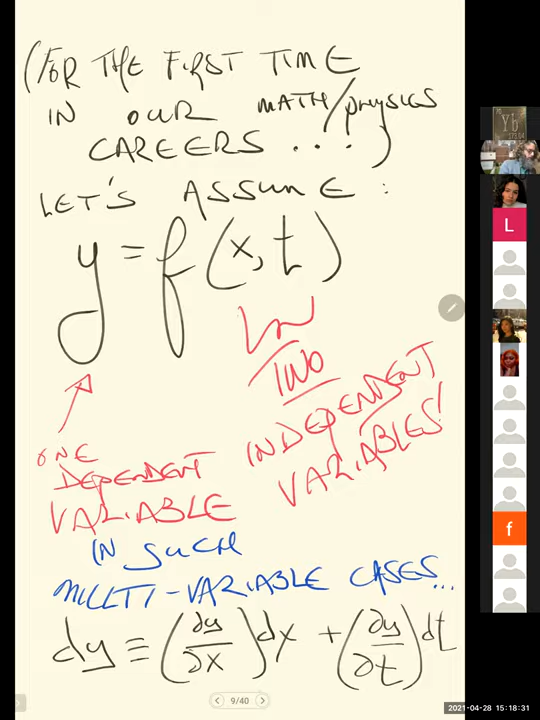 (FOR THE FIRST TIME
IN OUR MATH/physics
CAREERS...)
LET'S ASSUME:
y = f(x,t)
TWO
INDEPENDENT
VARIABLES!
ONE
DEPENDENT
VARIABLE
IN SUCH
MULTI-VARIABLE CASES...
dy ≡ (∂y/∂x)dx + (∂y/∂t)dt
9/40
Yb
L
f
2021-04-28 15:18:31